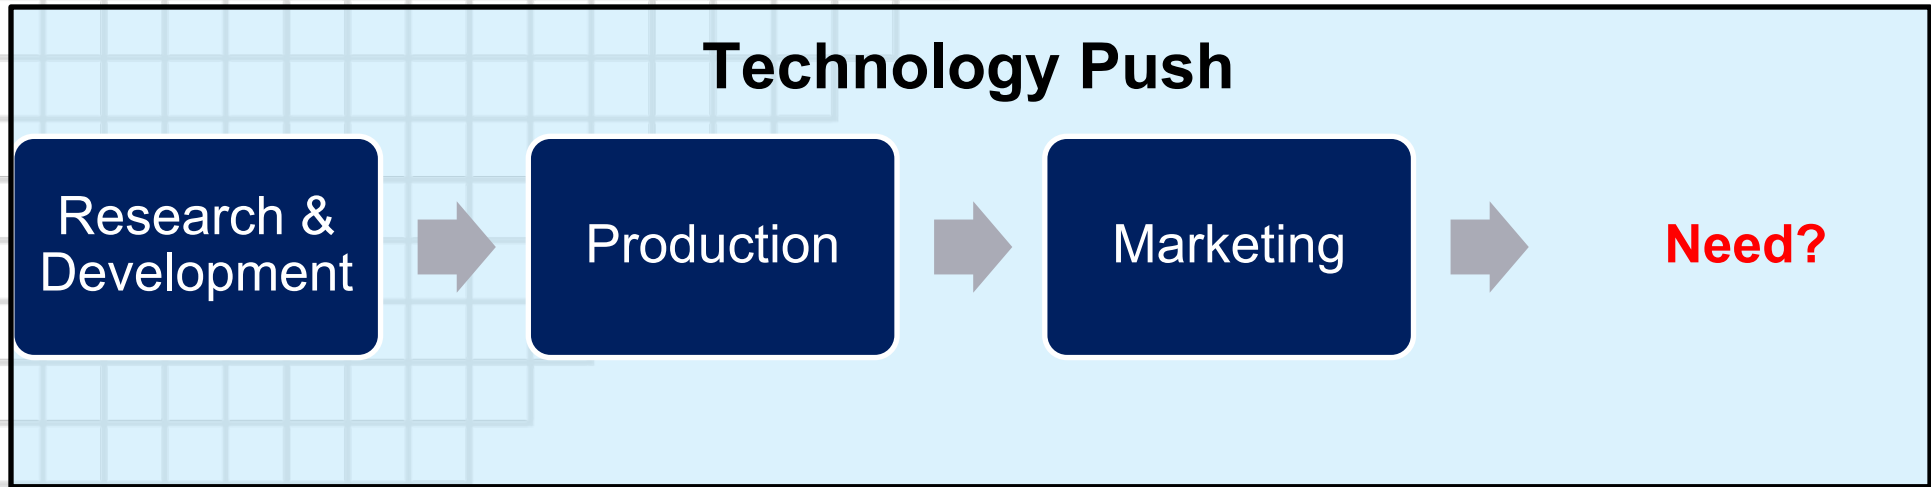 Technology Push
Research &
Development
Production
Marketing
Need?